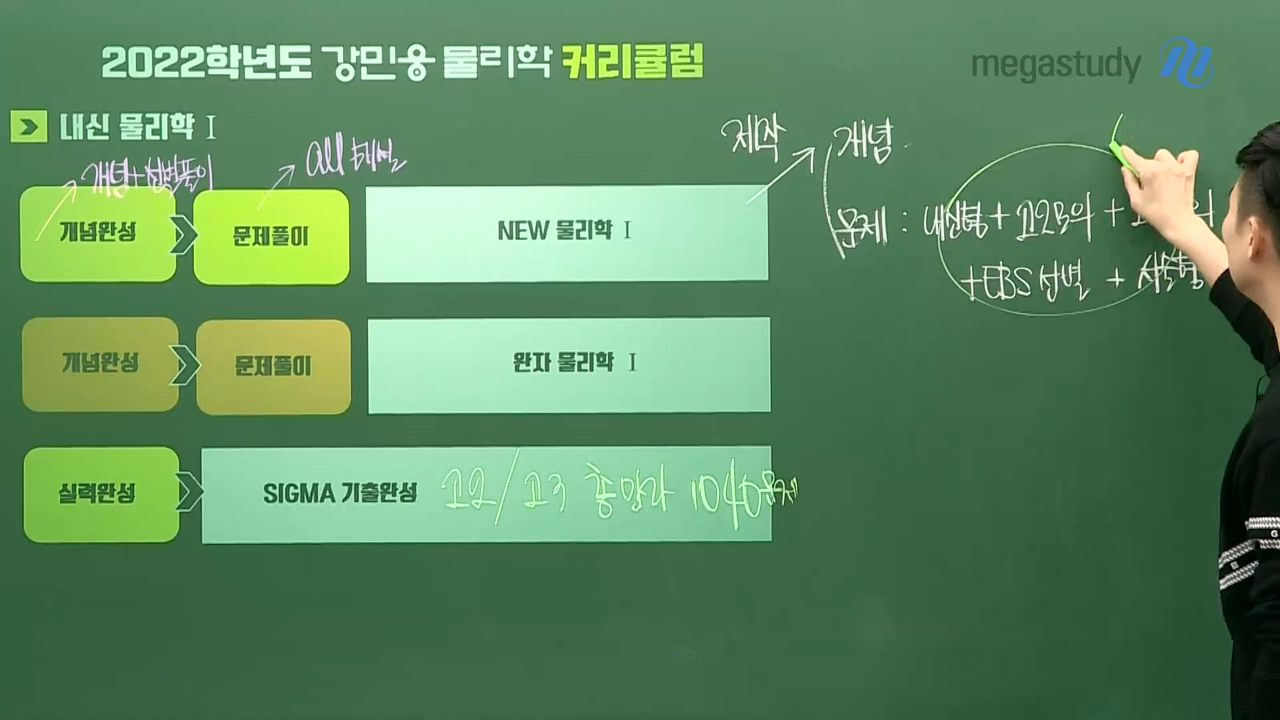 2022학년도 강민웅 물리학 커리큘럼
megastudy
내신 물리학 I
개념+선별풀이
all 해설
제작
개념
개념완성
문제풀이
NEW 물리학 I
문제 : 내신형 + 고2모의 +
+EBS 선별 + 서술형
개념완성
문제풀이
완자 물리학 I
실력완성
SIGMA 기출완성 고2/고3 총망라 1040문제